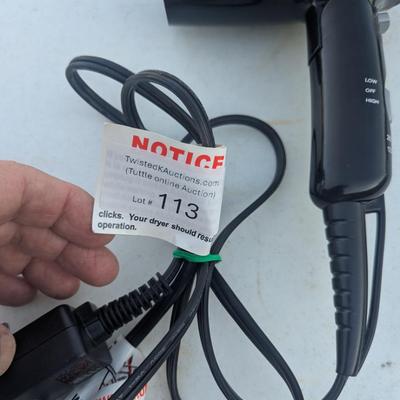 LOW
OFF
HIGH
NOTICE
TwistedKAuctions.com
(Tuttle online Auction)
Lot # 113
clicks. Your dryer should resu
operation.